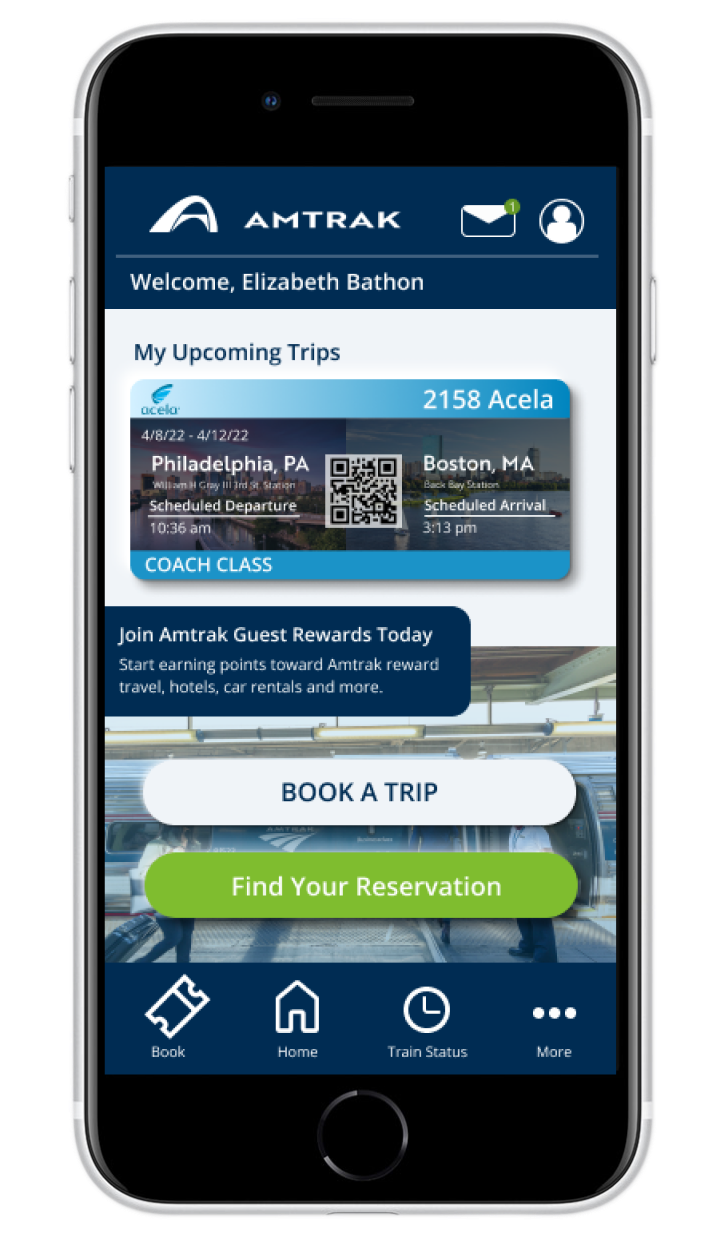 AMTRAK
1
Welcome, Elizabeth Bathon
My Upcoming Trips
acela
2158 Acela
4/8/22 - 4/12/22
Philadelphia, PA
William H Gray III 3rd St. Station
Scheduled Departure
10:36 am
Boston, MA
Back Bay Station
Scheduled Arrival
3:13 pm
COACH CLASS
Join Amtrak Guest Rewards Today
Start earning points toward Amtrak reward
travel, hotels, car rentals and more.
BOOK A TRIP
AMTRAK
Find Your Reservation
Book
Home
Train Status
More